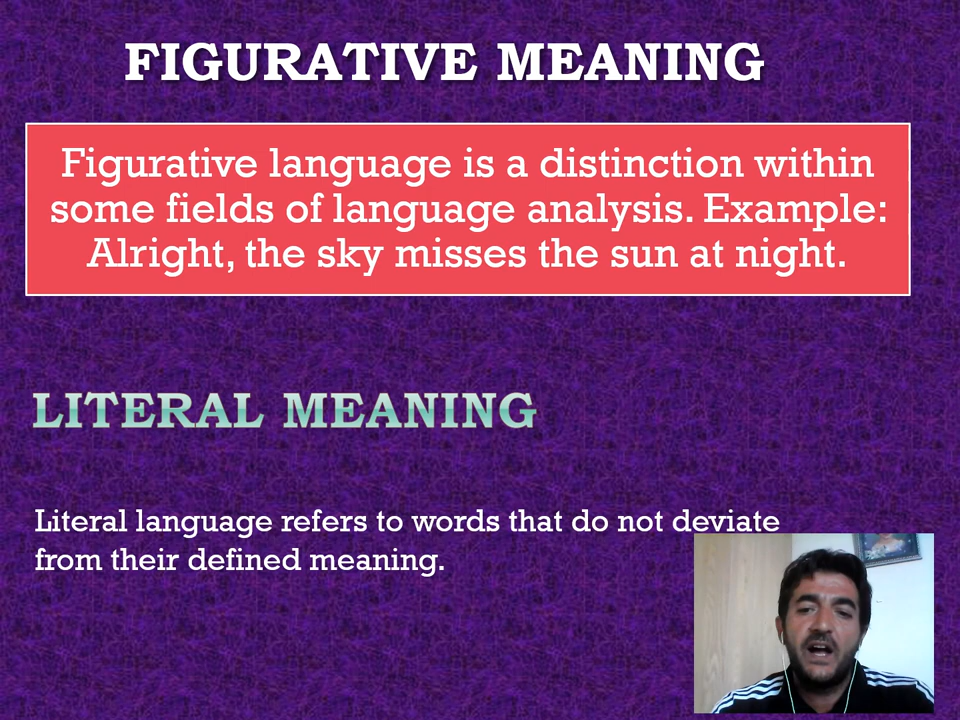 FIGURATIVE MEANING
Figurative language is a distinction within
some fields of language analysis. Example:
Alright, the sky misses the sun at night.
LITERAL MEANING
Literal language refers to words that do not deviate
from their defined meaning.